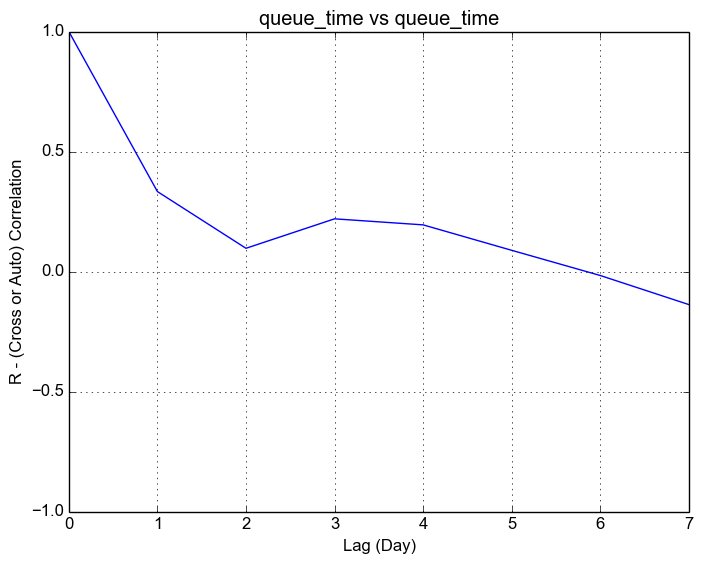 queue_time vs queue_time
1.0
0.5
0.0
−0.5
−1.0
R - (Cross or Auto) Correlation
0 1 2 3 4 5 6 7
Lag (Day)